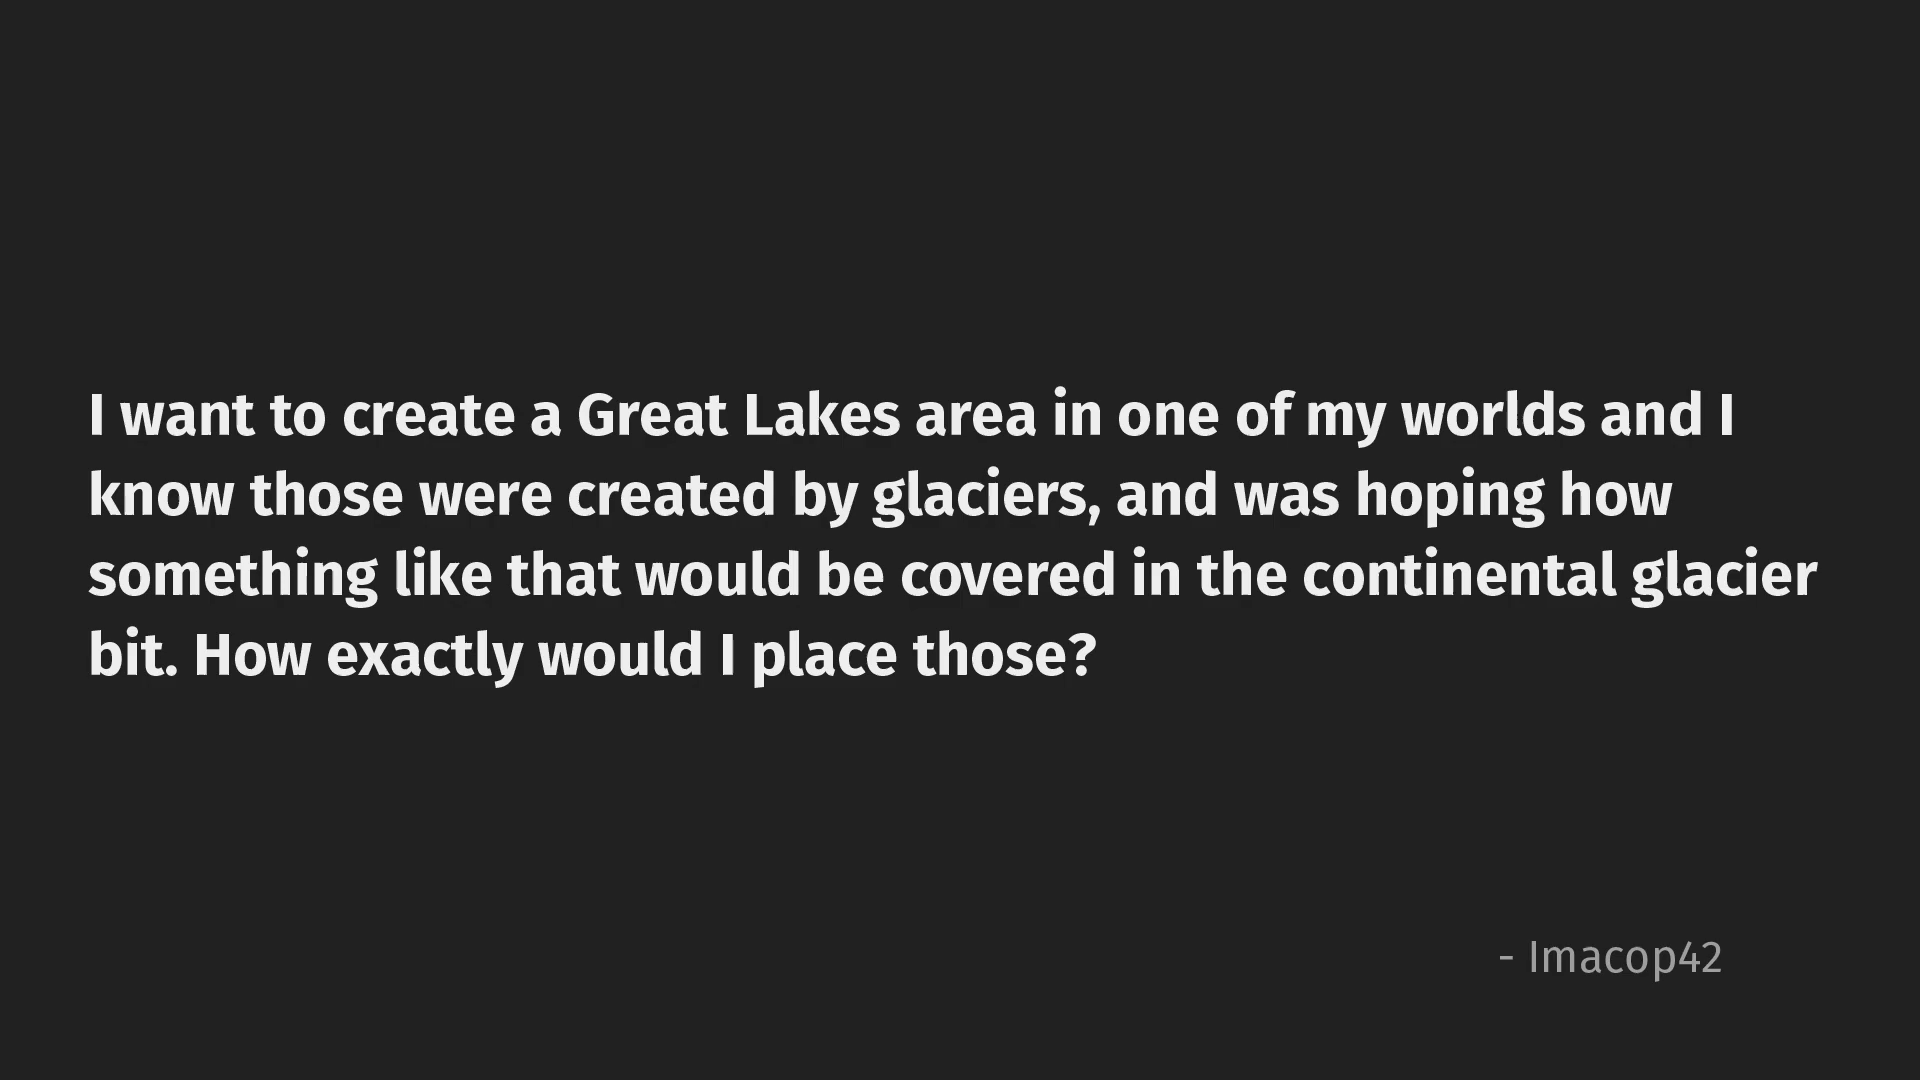 I want to create a Great Lakes area in one of my worlds and I
know those were created by glaciers, and was hoping how
something like that would be covered in the continental glacier
bit. How exactly would I place those?
- Imacop42